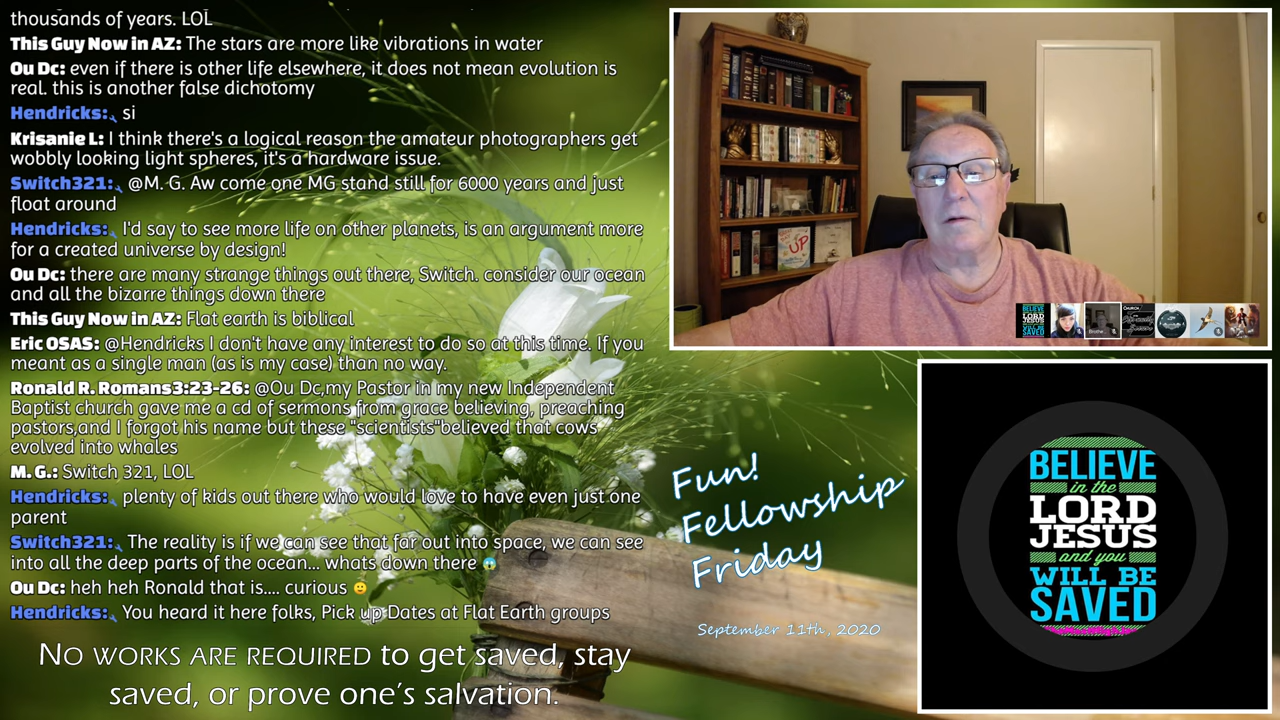 thousands of years. LOL
This Guy Now in AZ: The stars are more like vibrations in water
Ou Dc: even if there is other life elsewhere, it does not mean evolution is
real. this is another false dichotomy
Hendricks: si
Krisanie L: I think there's a logical reason the amateur photographers get
wobbly looking light spheres, it's a hardware issue.
Switch321: @M. G. Aw come one MG stand still for 6000 years and just
float around
Hendricks: I'd say to see more life on other planets, is an argument more
for a created universe by design!
Ou Dc: there are many strange things out there, Switch. consider our ocean
and all the bizarre things down there
This Guy Now in AZ: Flat earth is biblical
Eric OSAS: @Hendricks I don't have any interest to do so at this time. If you
meant as a single man (as is my case) than no way.
Ronald R. Romans3:23-26: @Ou Dc,my Pastor in my new Independent
Baptist church gave me a cd of sermons from grace believing, preaching
pastors,and I forgot his name but these "scientists"believed that cows
evolved into whales
M. G.: Switch 321, LOL
Hendricks: plenty of kids out there who would love to have even just one
parent
Switch321: The reality is if we can see that far out into space, we can see
into all the deep parts of the ocean... whats down there
Ou Dc: heh heh Ronald that is.... curious
Hendricks: You heard it here folks, Pick up Dates at Flat Earth groups
NO WORKS ARE REQUIRED to get saved, stay
saved, or prove one's salvation.
Fun!
Fellowship
Friday
September 11th, 2020
UP
BELIEVE
in the
LORD
JESUS
and you
WILL BE
SAVED